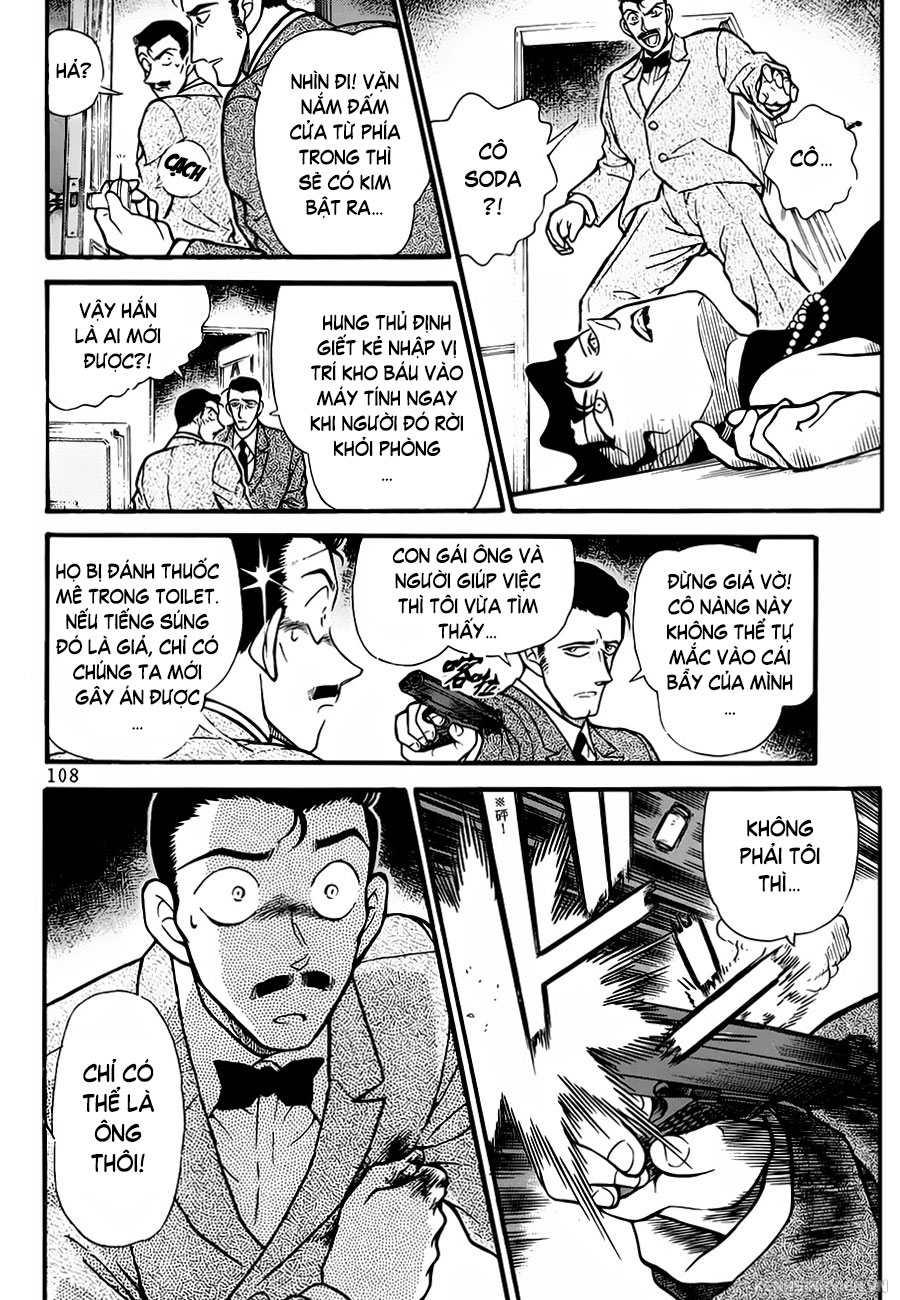 CÔ...
CÔ
SODA
?!
NHÌN ĐI! VẶN
NẮM ĐẤM
CỬA TỪ PHÍA
TRONG THÌ
SẼ CÓ KIM
BẬT RA...
CẠCH
HẢ?
HUNG THỦ ĐỊNH
GIẾT KẺ NHẬP VỊ
TRÍ KHO BÁU VÀO
MÁY TÍNH NGAY
KHI NGƯỜI ĐÓ RỜI
KHỎI PHÒNG
...
VẬY HẮN
LÀ AI MỚI
ĐƯỢC?!
ĐỪNG GIẢ VỜ!
CÔ NÀNG NÀY
KHÔNG THỂ TỰ
MẮC VÀO CÁI
BẪY CỦA MÌNH
...
CON GÁI ÔNG VÀ
NGƯỜI GIÚP VIỆC
THÌ TÔI VỪA TÌM
THẤY...
HỌ BỊ ĐÁNH THUỐC
MÊ TRONG TOILET.
NẾU TIẾNG SÚNG
ĐÓ LÀ GIẢ, CHỈ CÓ
CHÚNG TA MỚI
GÂY ÁN ĐƯỢC
...
108
KHÔNG
PHẢI TÔI
THÌ...
※砰!
CHỈ CÓ
THỂ LÀ
ÔNG
THÔI!